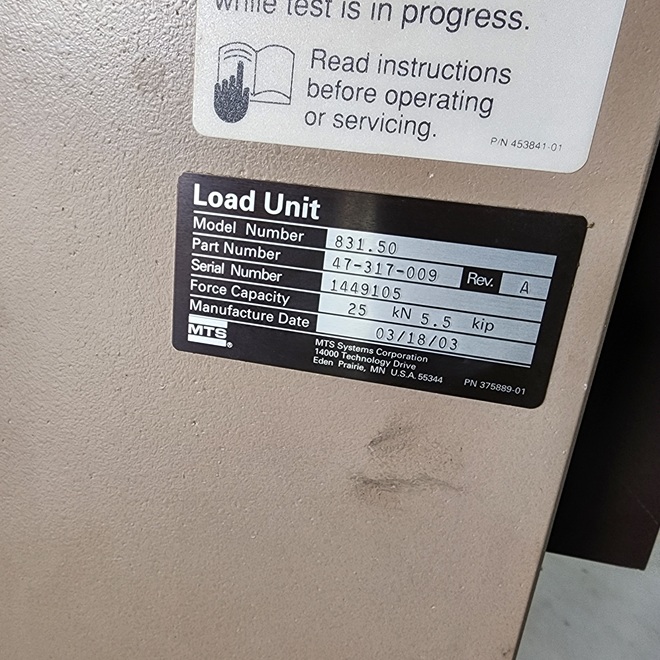 while test is in progress.
Read instructions
before operating
or servicing.
P/N 453841-01
Load Unit
Model Number 831.50
Part Number 47-317-009 Rev. A
Serial Number 1449105
Force Capacity 25 kN 5.5 kip
Manufacture Date 03/18/03
MTS ®
MTS Systems Corporation
14000 Technology Drive
Eden Prairie, MN U.S.A. 55344
PN 375889-01